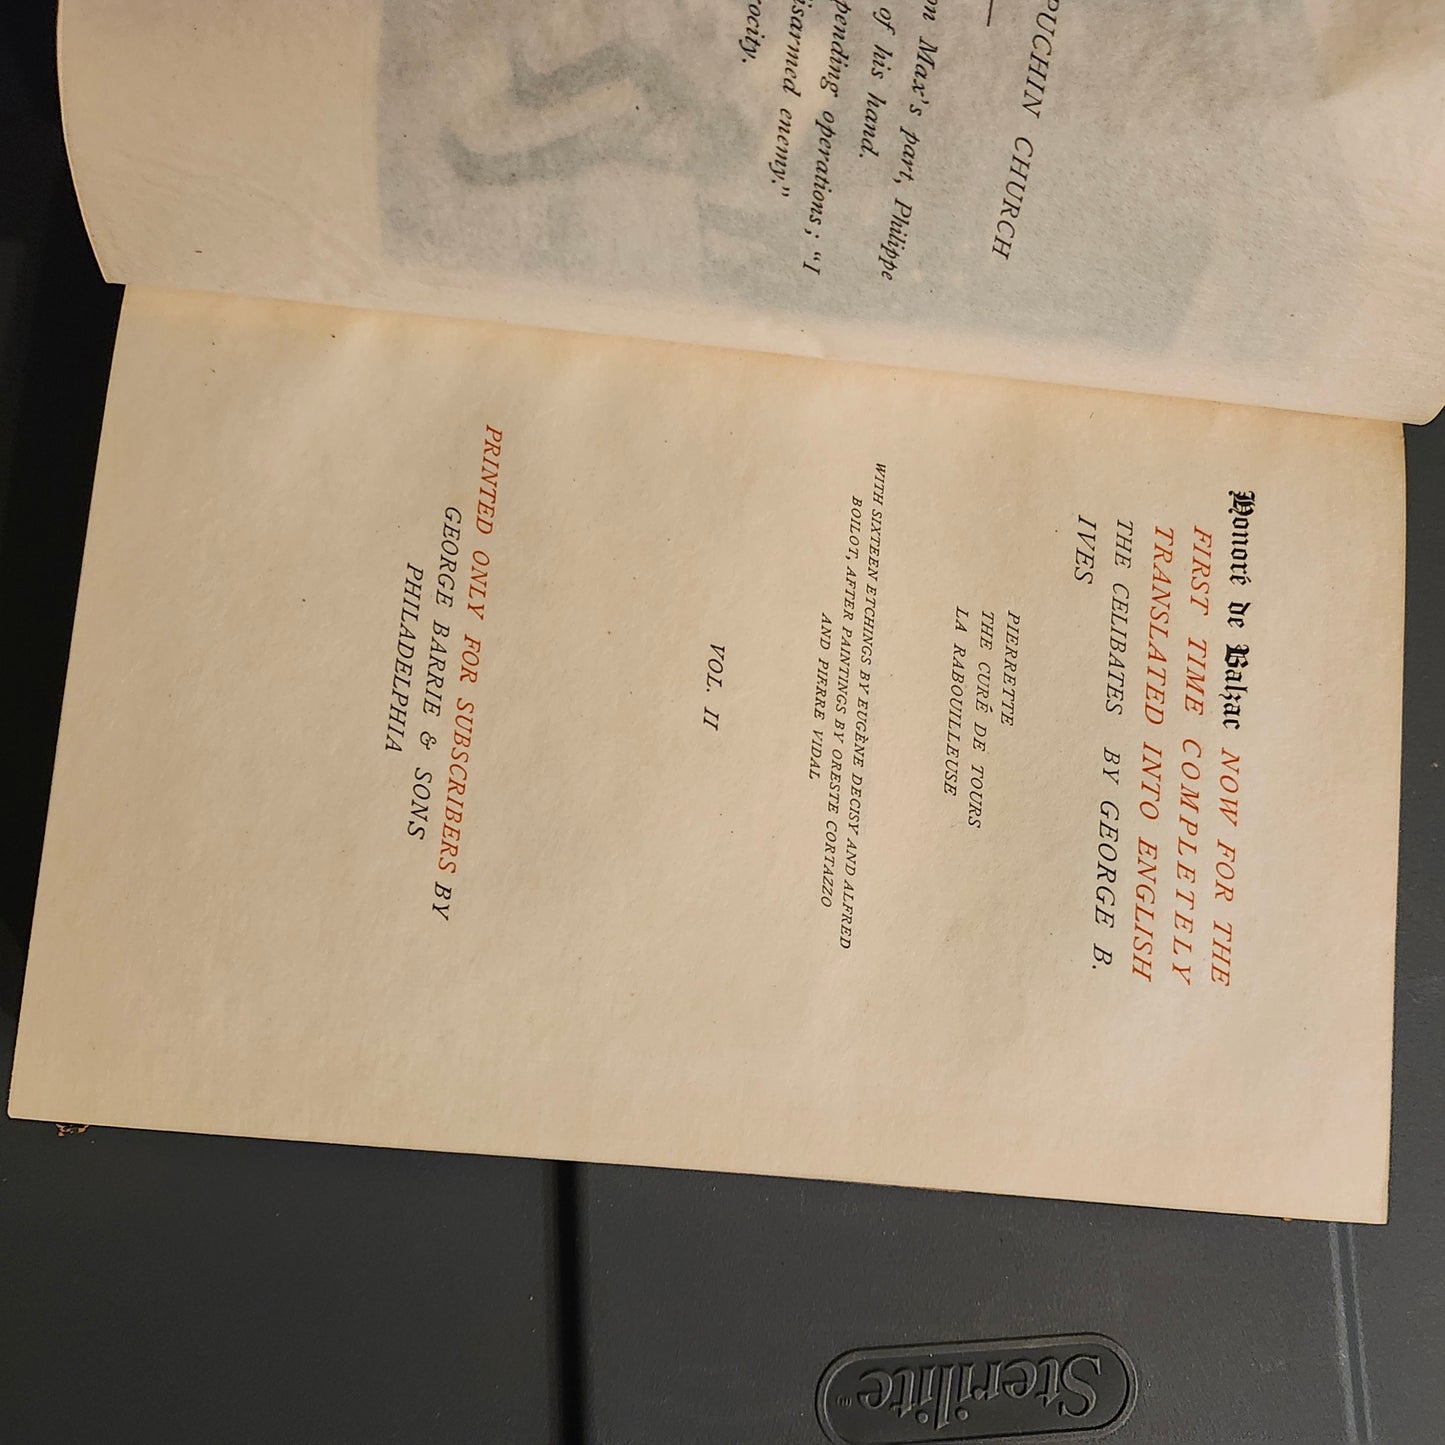 PUCHIN CHURCH
on Max's part, Philippe
of his hand.
pending operations; "I
isarmed enemy."
rocity.
Honoré de Balzac NOW FOR THE
FIRST TIME COMPLETELY
TRANSLATED INTO ENGLISH
THE CELIBATES BY GEORGE B.
IVES
PIERRETTE
THE CURÉ DE TOURS
LA RABOUILLEUSE
WITH SIXTEEN ETCHINGS BY EUGÈNE DECISY AND ALFRED
BOILOT, AFTER PAINTINGS BY ORESTE CORTAZZO
AND PIERRE VIDAL
VOL. II
PRINTED ONLY FOR SUBSCRIBERS BY
GEORGE BARRIE & SONS
PHILADELPHIA
Sterilite®